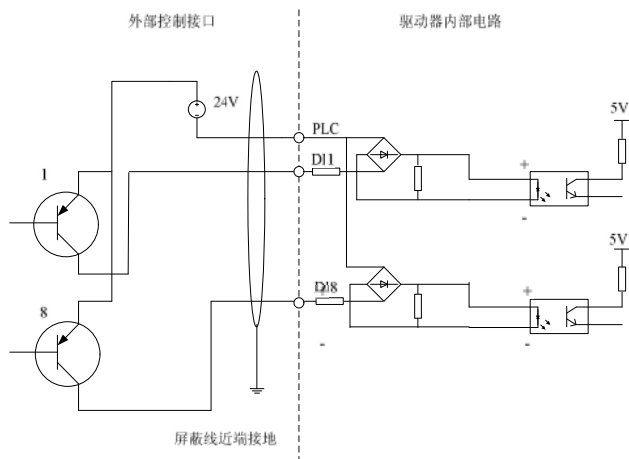 外部控制接口
驱动器内部电路
24V
5V
PLC
1
DI1
+
-
5V
8
DI8
+
+
-
-
屏蔽线近端接地